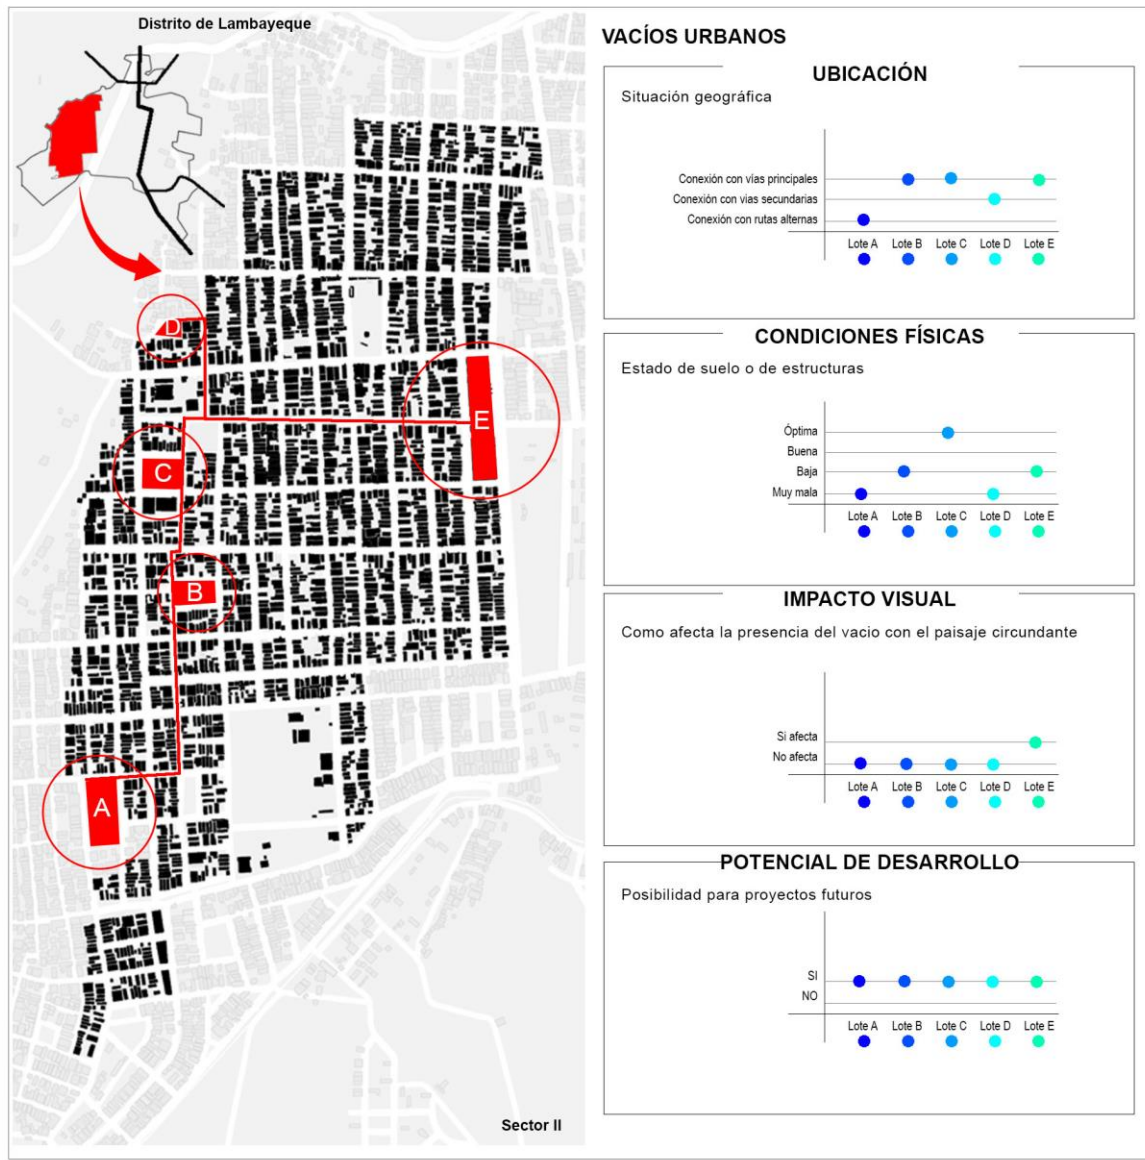 Distrito de Lambayeque
D
E
C
B
A
Sector II
VACÍOS URBANOS
UBICACIÓN
Situación geográfica
Conexión con vías principales
Conexión con vias secundarias
Conexión con rutas alternas
Lote A Lote B Lote C Lote D Lote E
CONDICIONES FÍSICAS
Estado de suelo o de estructuras
Óptima
Buena
Baja
Muy mala
Lote A Lote B Lote C Lote D Lote E
IMPACTO VISUAL
Como afecta la presencia del vacio con el paisaje circundante
Si afecta
No afecta
Lote A Lote B Lote C Lote D Lote E
POTENCIAL DE DESARROLLO
Posibilidad para proyectos futuros
SI
NO
Lote A Lote B Lote C Lote D Lote E